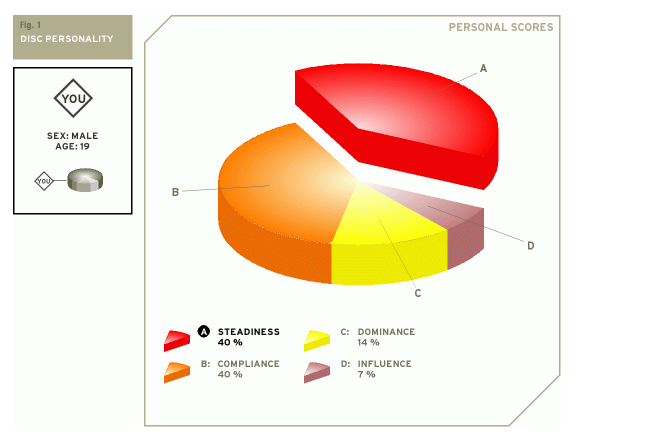 Fig. 1
DISC PERSONALITY
PERSONAL SCORES
YOU
SEX: MALE
AGE: 19
YOU
A
B
C
D
A STEADINESS
40 %
B: COMPLIANCE
40 %
C: DOMINANCE
14 %
D: INFLUENCE
7 %